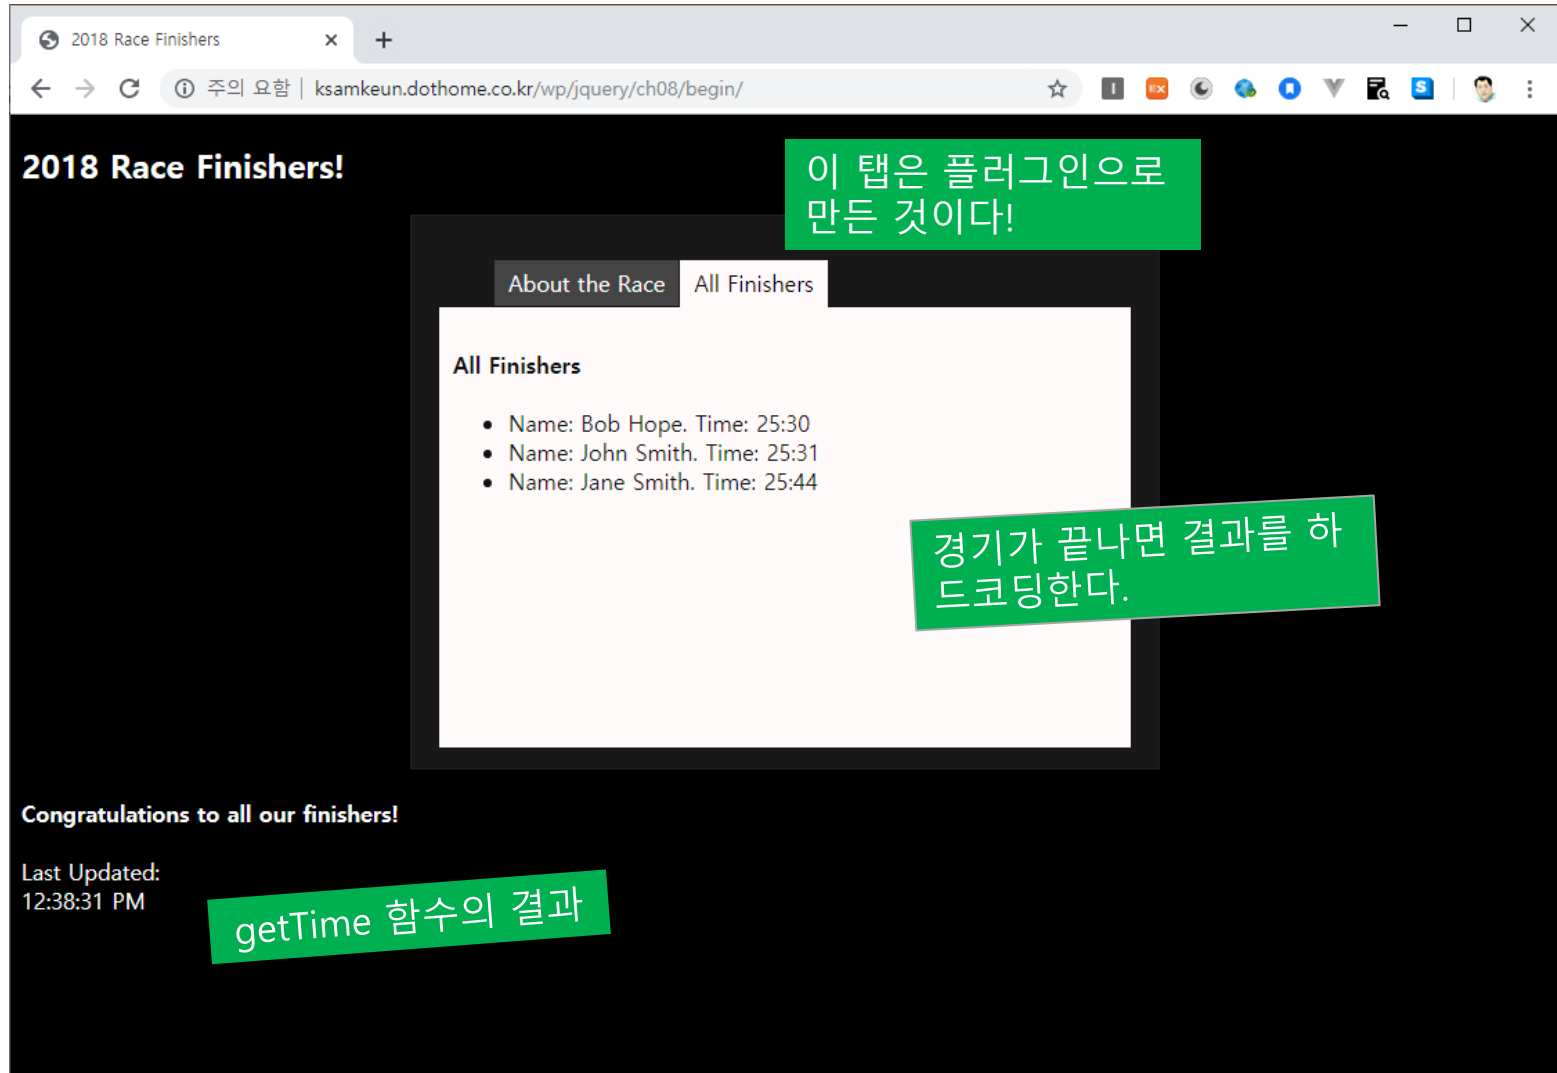 2018 Race Finishers
주의 요함 | ksamkeun.dothome.co.kr/wp/jquery/ch08/begin/
EX
S
2018 Race Finishers!
이 탭은 플러그인으로
만든 것이다!
About the Race
All Finishers
All Finishers
• Name: Bob Hope. Time: 25:30
• Name: John Smith. Time: 25:31
• Name: Jane Smith. Time: 25:44
경기가 끝나면 결과를 하
드코딩한다.
Congratulations to all our finishers!
Last Updated:
12:38:31 PM
getTime 함수의 결과